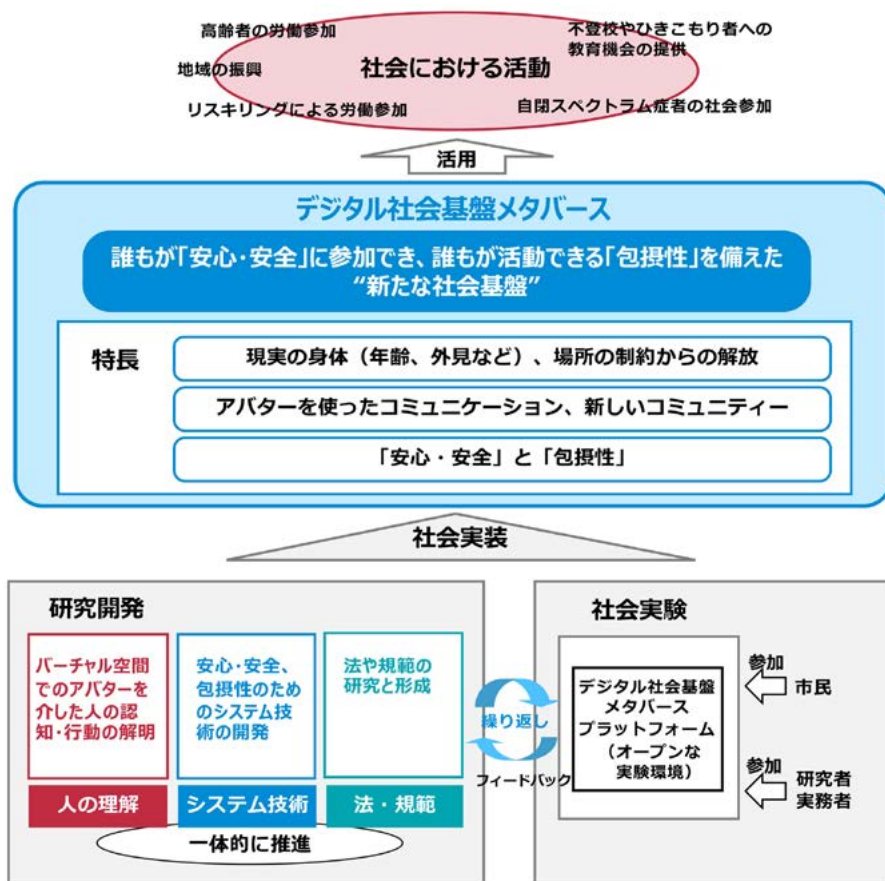 高齢者の労働参加
不登校やひきこもり者への
教育機会の提供
地域の振興
社会における活動
リスキリングによる労働参加
自閉スペクトラム症者の社会参加
活用
デジタル社会基盤メタバース
誰もが「安心・安全」に参加でき、誰もが活動できる「包摂性」を備えた
“新たな社会基盤”
特長
現実の身体（年齢、外見など）、場所の制約からの解放
アバターを使ったコミュニケーション、新しいコミュニティー
「安心・安全」と「包摂性」
社会実装
研究開発
バーチャル空間
でのアバターを
介した人の認
知・行動の解明
人の理解
安心・安全、
包摂性のため
のシステム技
術の開発
システム技術
法や規範の
研究と形成
法・規範
一体的に推進
繰り返し
フィードバック
社会実験
デジタル社会基盤
メタバース
プラットフォーム
（オープンな
実験環境）
参加
市民
参加
研究者
実務者